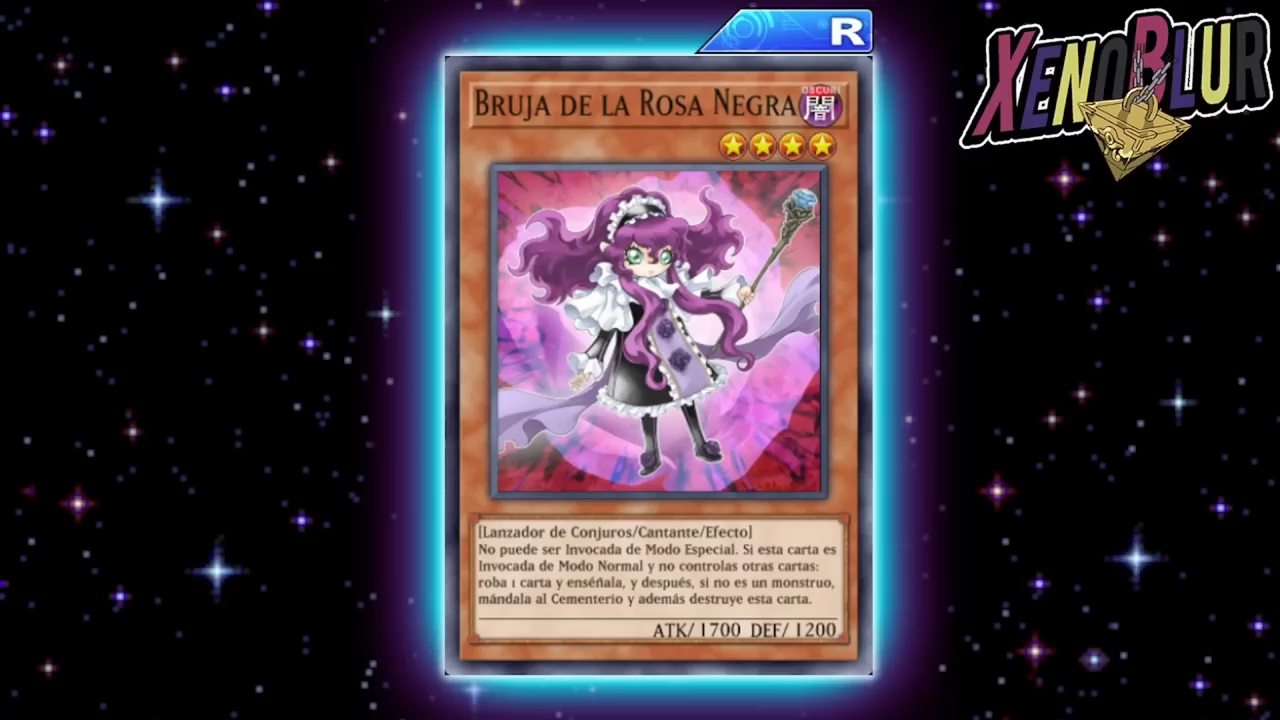 R
XENOBLUR
BRUJA DE LA ROSA NEGRA
OSCURI
闇
[Lanzador de Conjuros/Cantante/Efecto]
No puede ser Invocada de Modo Especial. Si esta carta es
Invocada de Modo Normal y no controlas otras cartas:
roba 1 carta y enséñala, y después, si no es un monstruo,
mándala al Cementerio y además destruye esta carta.
ATK/ 1700 DEF/ 1200